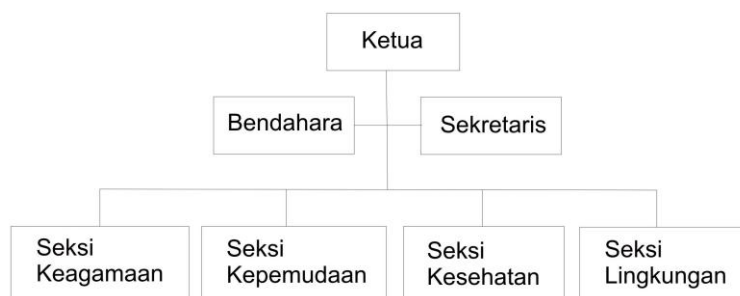 Ketua
Bendahara
Sekretaris
Seksi
Keagamaan
Seksi
Kepemudaan
Seksi
Kesehatan
Seksi
Lingkungan